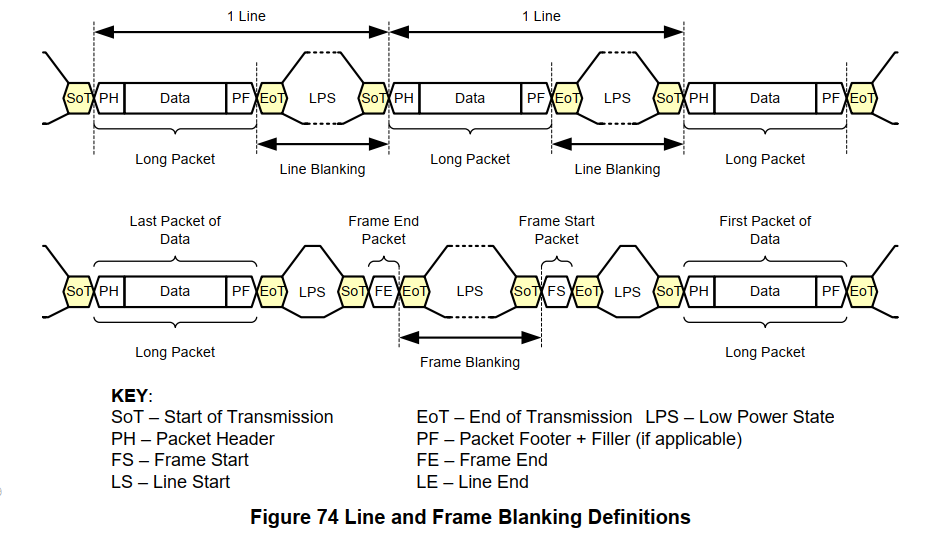 1 Line 1 Line
SoT PH Data PF EoT LPS SoT PH Data PF EoT LPS SoT PH Data PF EoT
Long Packet Line Blanking Long Packet Line Blanking Long Packet
Last Packet of Frame End Frame Start First Packet of
Data Packet Packet Data
SoT PH Data PF EoT LPS SoT FE EoT LPS SoT FS EoT LPS SoT PH Data PF EoT
Long Packet Frame Blanking Long Packet
KEY:
SoT – Start of Transmission EoT – End of Transmission LPS – Low Power State
PH – Packet Header PF – Packet Footer + Filler (if applicable)
FS – Frame Start FE – Frame End
LS – Line Start LE – Line End
Figure 74 Line and Frame Blanking Definitions